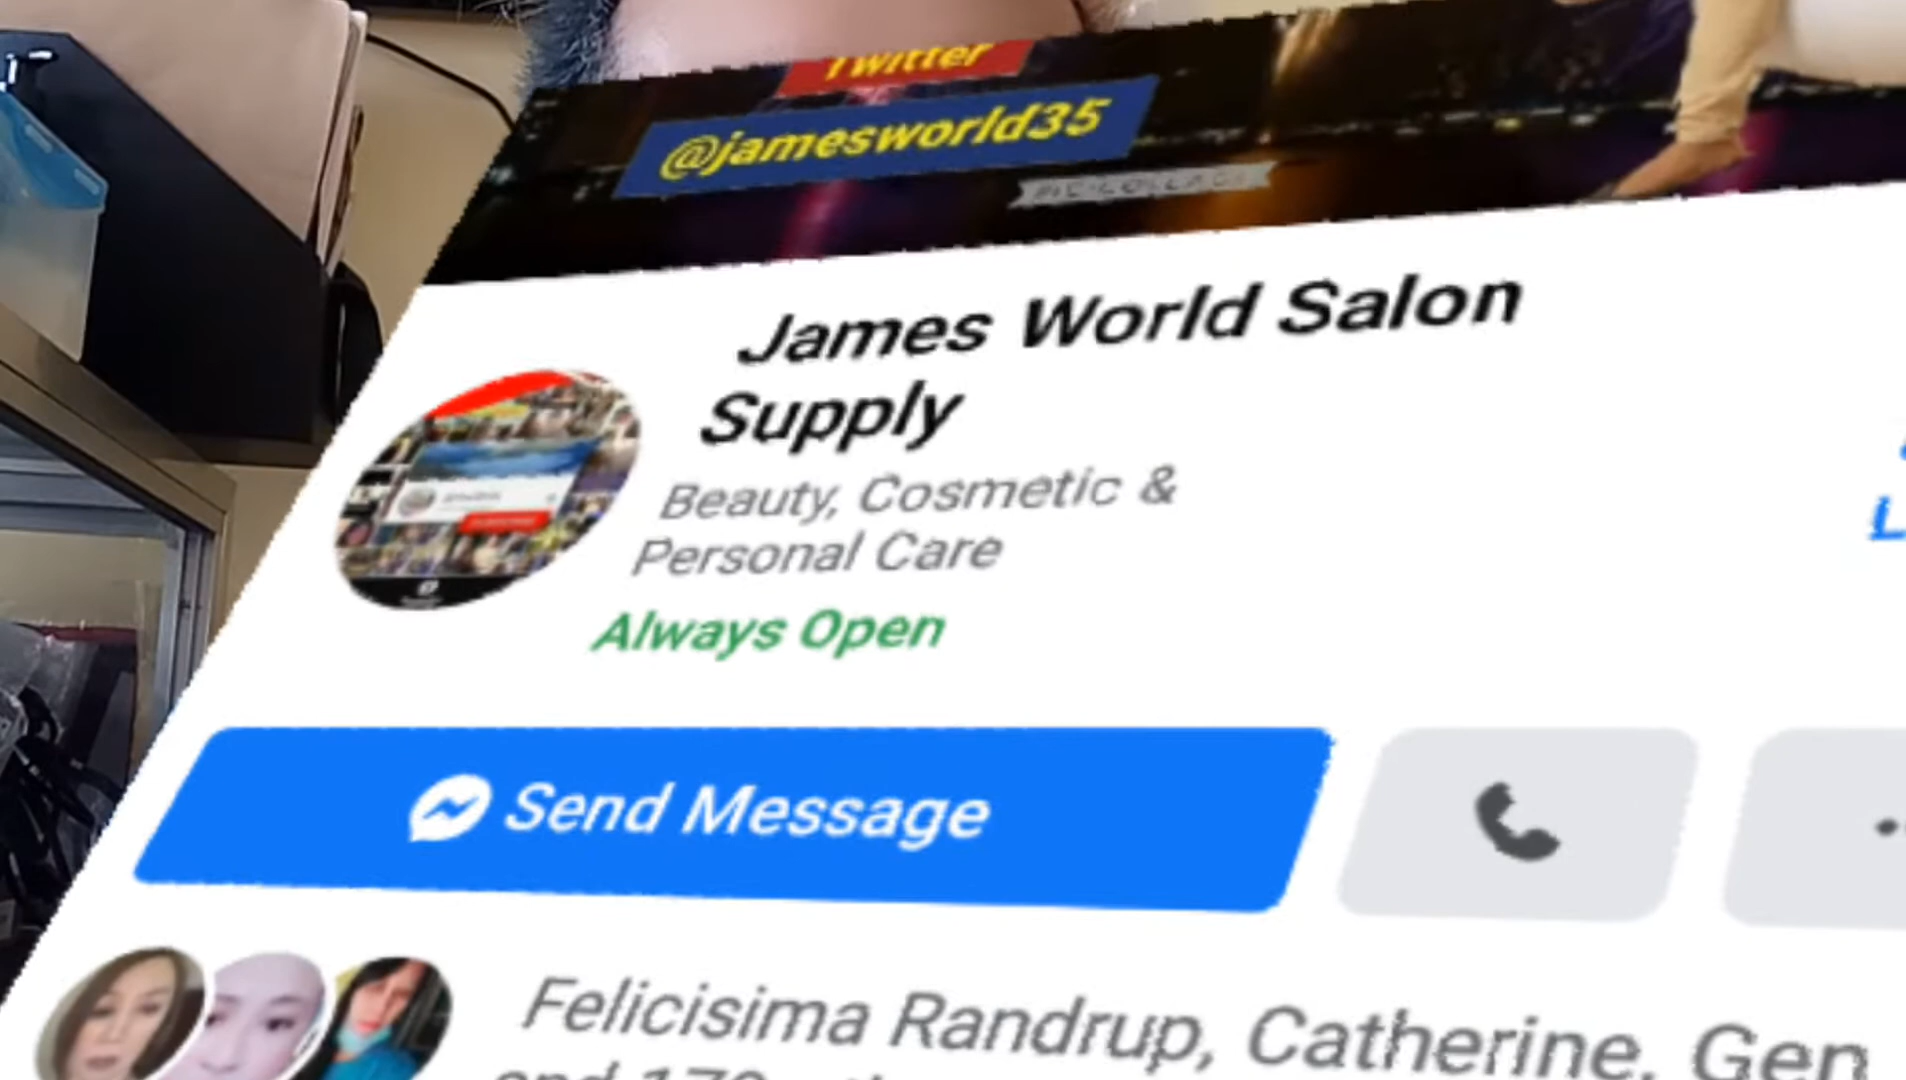 Twitter
@jamesworld35
James World Salon
Supply
Beauty, Cosmetic &
Personal Care
Always Open
Send Message
Felicisima Randrup, Catherine, Gen